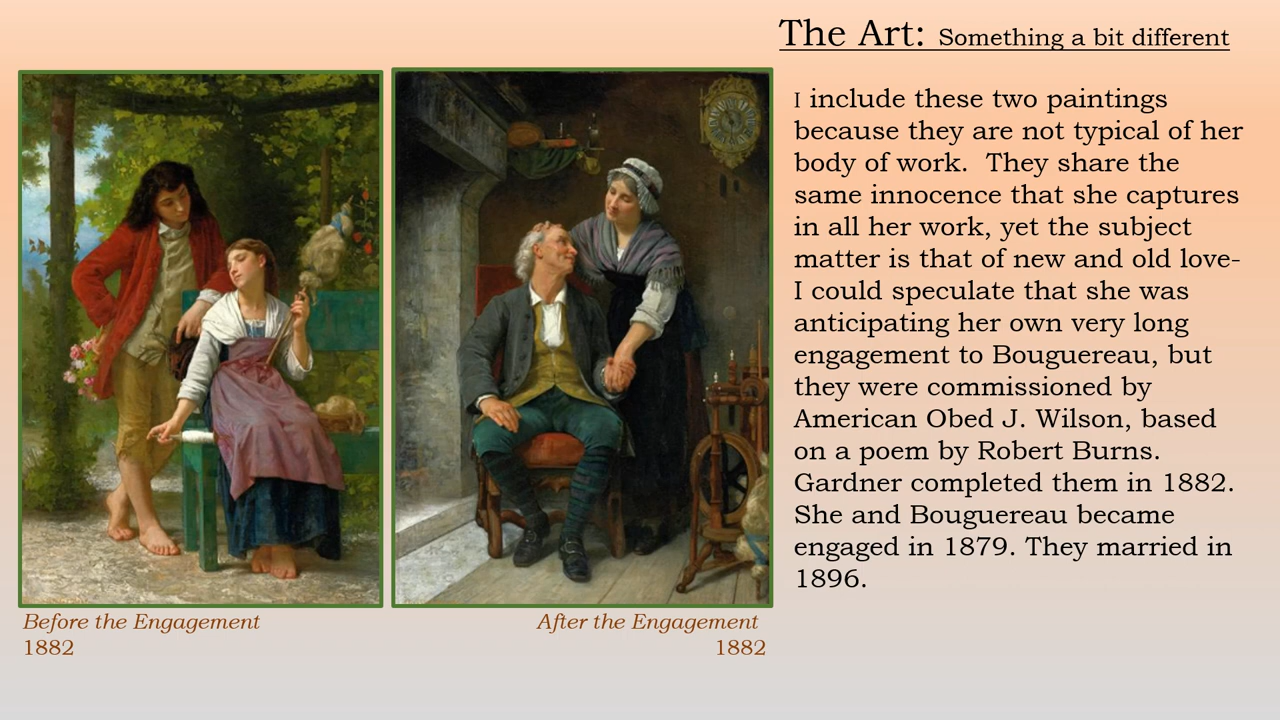 The Art: Something a bit different
I include these two paintings
because they are not typical of her
body of work.  They share the
same innocence that she captures
in all her work, yet the subject
matter is that of new and old love-
I could speculate that she was
anticipating her own very long
engagement to Bouguereau, but
they were commissioned by
American Obed J. Wilson, based
on a poem by Robert Burns.
Gardner completed them in 1882.
She and Bouguereau became
engaged in 1879. They married in
1896.
Before the Engagement
1882
After the Engagement
1882